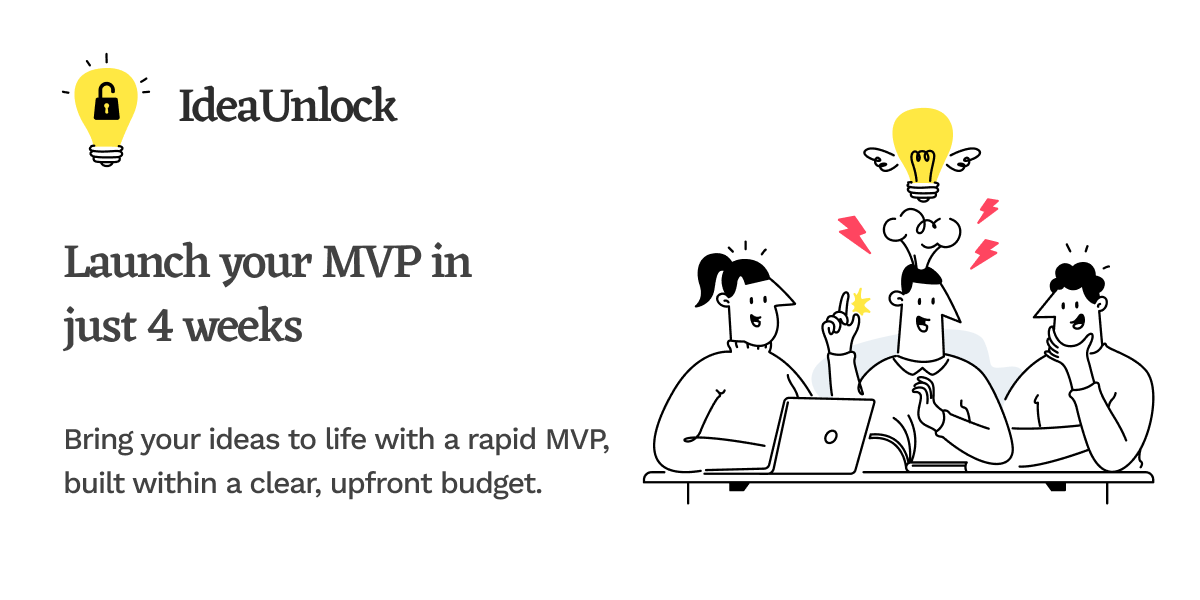 IdeaUnlock
Launch your MVP in
just 4 weeks
Bring your ideas to life with a rapid MVP,
built within a clear, upfront budget.